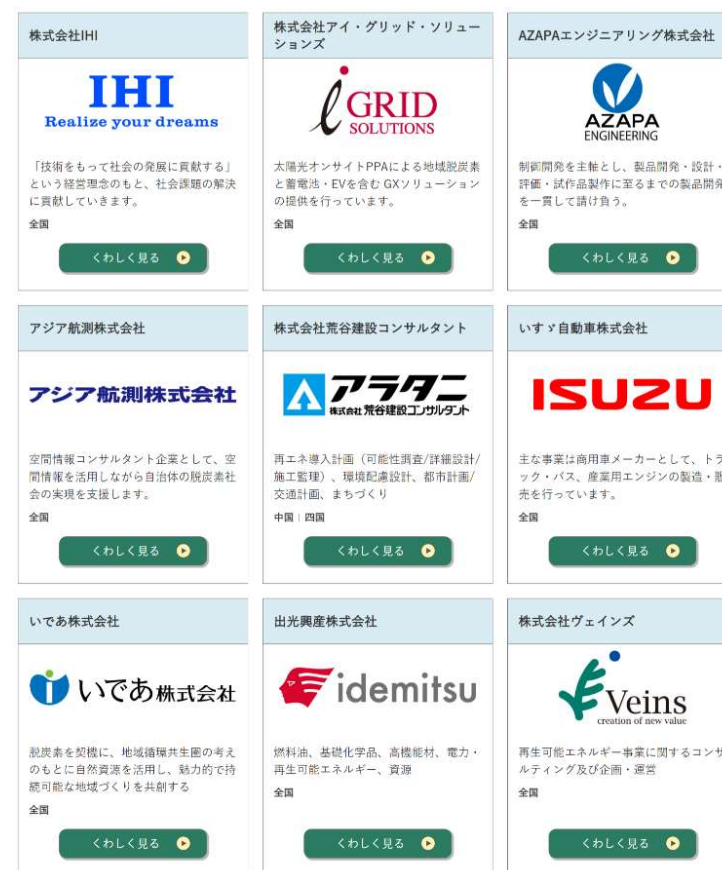 株式会社IHI
IHI
Realize your dreams
「技術をもって社会の発展に貢献する」
という経営理念のもと、社会課題の解決
に貢献していきます。
全国
くわしく見る
株式会社アイ・グリッド・ソリュー
ションズ
iGRID
SOLUTIONS
太陽光オンサイトPPAによる地域脱炭素
と蓄電池・EVを含む GXソリューション
の提供を行っています。
全国
くわしく見る
AZAPAエンジニアリング株式会社
AZAPA
ENGINEERING
制御開発を主軸とし、製品開発・設計・
評価・試作品製作に至るまでの製品開発
を一貫して請け負う。
全国
くわしく見る
アジア航測株式会社
アジア航測株式会社
空間情報コンサルタント企業として、空
間情報を活用しながら自治体の脱炭素社
会の実現を支援します。
全国
くわしく見る
株式会社荒谷建設コンサルタント
アラタニ
株式会社 荒谷建設コンサルタント
再エネ導入計画（可能性調査/詳細設計/
施工監理）、環境配慮設計、都市計画/
交通計画、まちづくり
中国 | 四国
くわしく見る
いすゞ自動車株式会社
ISUZU
主な事業は商用車メーカーとして、トラ
ック・バス、産業用エンジンの製造・販
売を行っています。
全国
くわしく見る
いであ株式会社
いであ株式会社
脱炭素を契機に、地域循環共生圏の考え
のもとに自然資源を活用し、魅力的で持
続可能な地域づくりを共創する
全国
くわしく見る
出光興産株式会社
idemitsu
燃料油、基礎化学品、高機能材、電力・
再生可能エネルギー、資源
全国
くわしく見る
株式会社ヴェインズ
Veins
creation of new value
再生可能エネルギー事業に関するコンサ
ルティング及び企画・運営
全国
くわしく見る